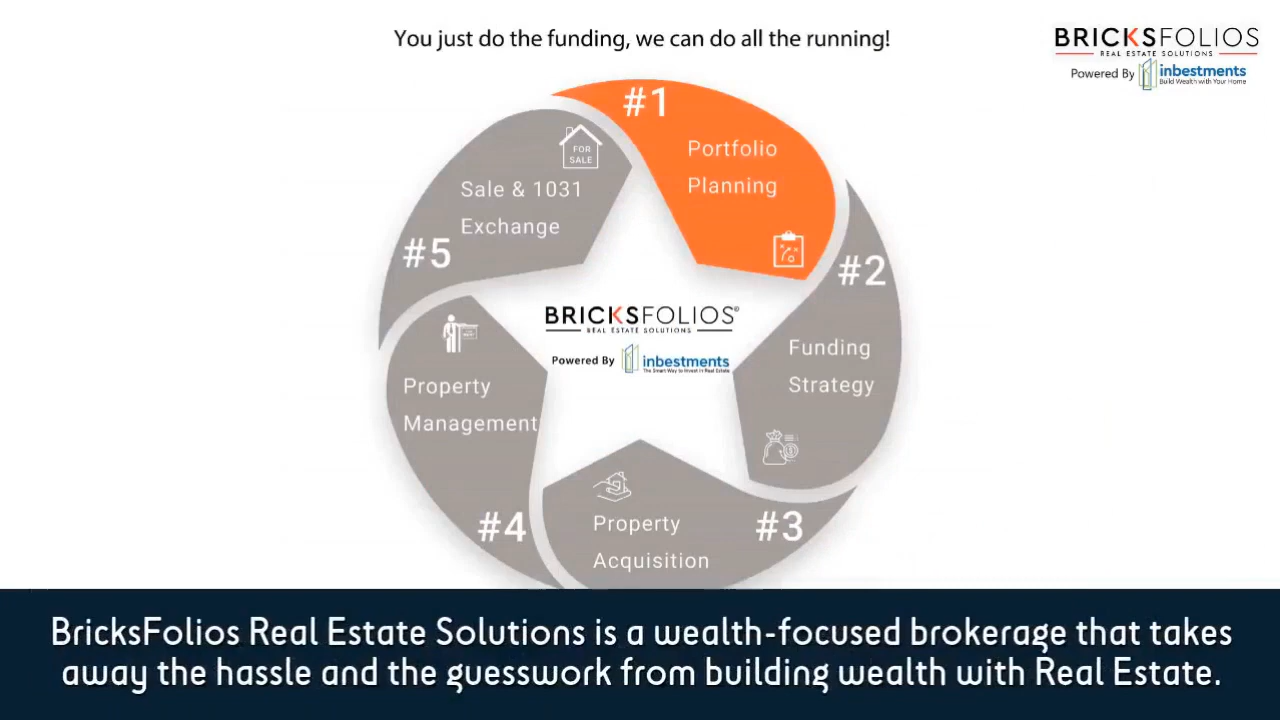 You just do the funding, we can do all the running!
BRICKSFOLIOS
REAL ESTATE SOLUTIONS
Powered By inbestments
Build Wealth with Your Home
#1
Portfolio
Planning
#2
Funding
Strategy
#3
Property
Acquisition
#4
Property
Management
#5
FOR
SALE
Sale & 1031
Exchange
BRICKSFOLIOS®
REAL ESTATE SOLUTIONS
Powered By inbestments
The Smart Way to Invest in Real Estate
BricksFolios Real Estate Solutions is a wealth-focused brokerage that takes
away the hassle and the guesswork from building wealth with Real Estate.